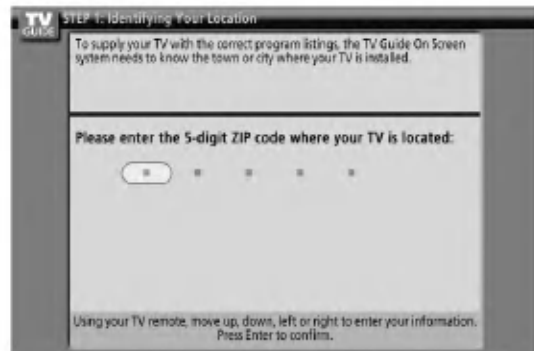 TV
GUIDE
STEP 1: Identifying Your Location
To supply your TV with the correct program listings, the TV Guide On Screen
system needs to know the town or city where your TV is installed.
Please enter the 5-digit ZIP code where your TV is located:
Using your TV remote, move up, down, left or right to enter your information.
Press Enter to confirm.